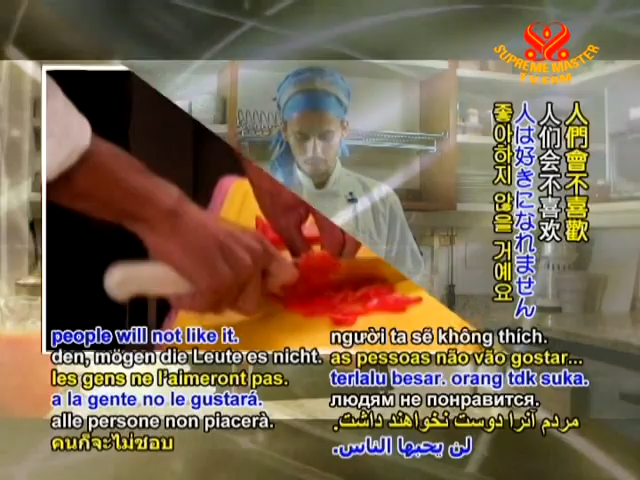 SUPREME MASTER
TV.COM
人們會不喜歡
人们会不喜欢
人は好きになれません
좋아하지 않을 거예요
people will not like it.
den, mögen die Leute es nicht.
les gens ne l'aimeront pas.
a la gente no le gustará.
alle persone non piacerà.
คนก็จะไม่ชอบ
người ta sẽ không thích.
as pessoas não vão gostar...
terlalu besar. orang tdk suka.
людям не понравится.
مردم آنرا دوست نخواهند داشت.
لن يحبها الناس.